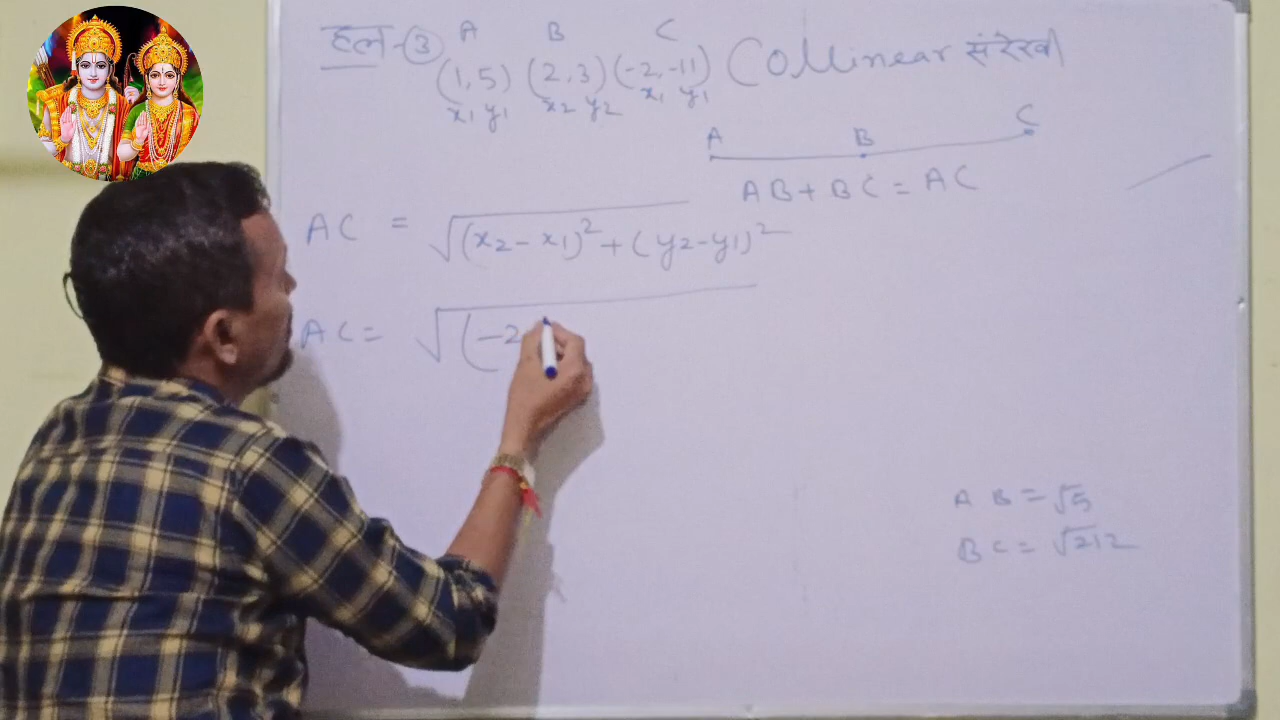 हल-③ A B C
(1,5) (2,3) (-2,-11) Collinear संरेखी
x₁ y₁ x₂ y₂ x₁ y₁
A B C
AB + BC = AC
AC = √(x₂ - x₁)² + (y₂ - y₁)²
AC = √(-2
AB = √5
BC = √212